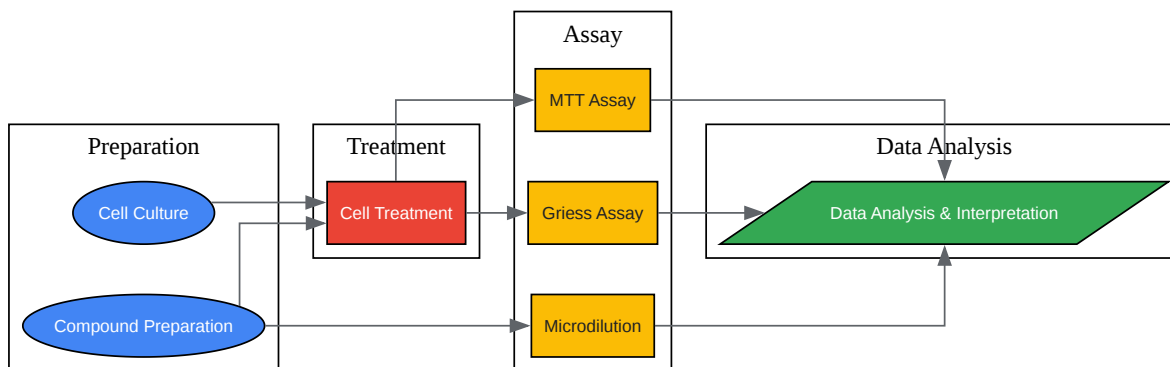 Preparation
Cell Culture
Compound Preparation
Treatment
Cell Treatment
Assay
MTT Assay
Griess Assay
Microdilution
Data Analysis
Data Analysis & Interpretation